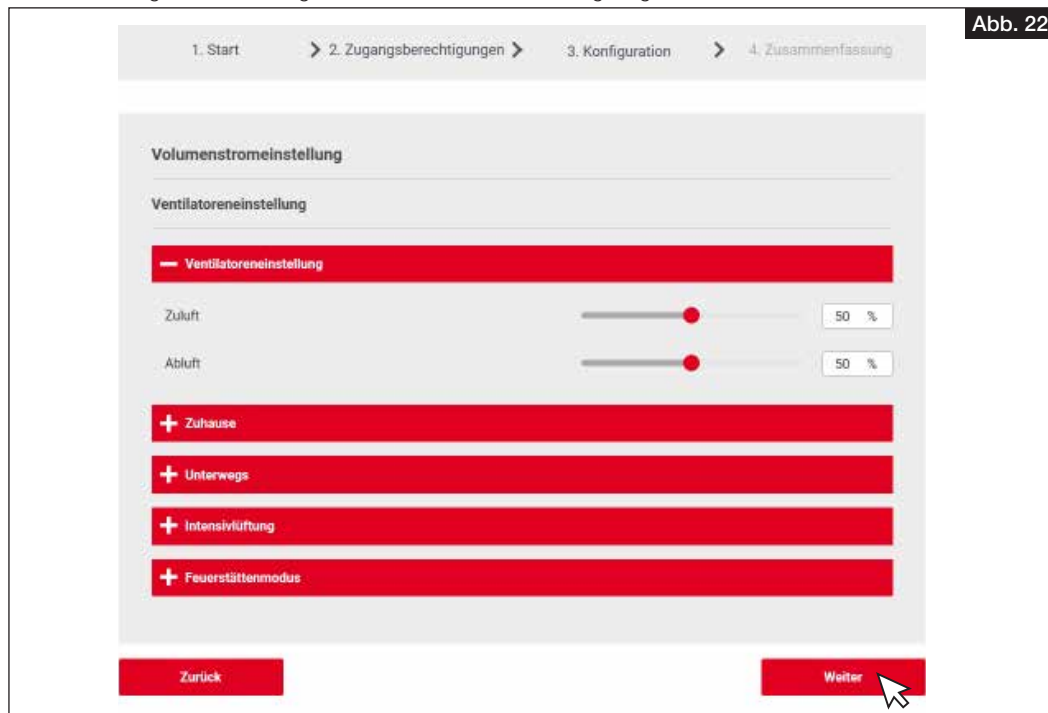 Abb. 22
1. Start > 2. Zugangsberechtigungen > 3. Konfiguration > 4. Zusammenfassung
Volumenstromeinstellung
Ventilatoreneinstellung
Ventilatoreneinstellung
Zuluft 50 %
Abluft 50 %
Zuhause
Unterwegs
Intensivlüftung
Feuerstättenmodus
Zurück Weiter